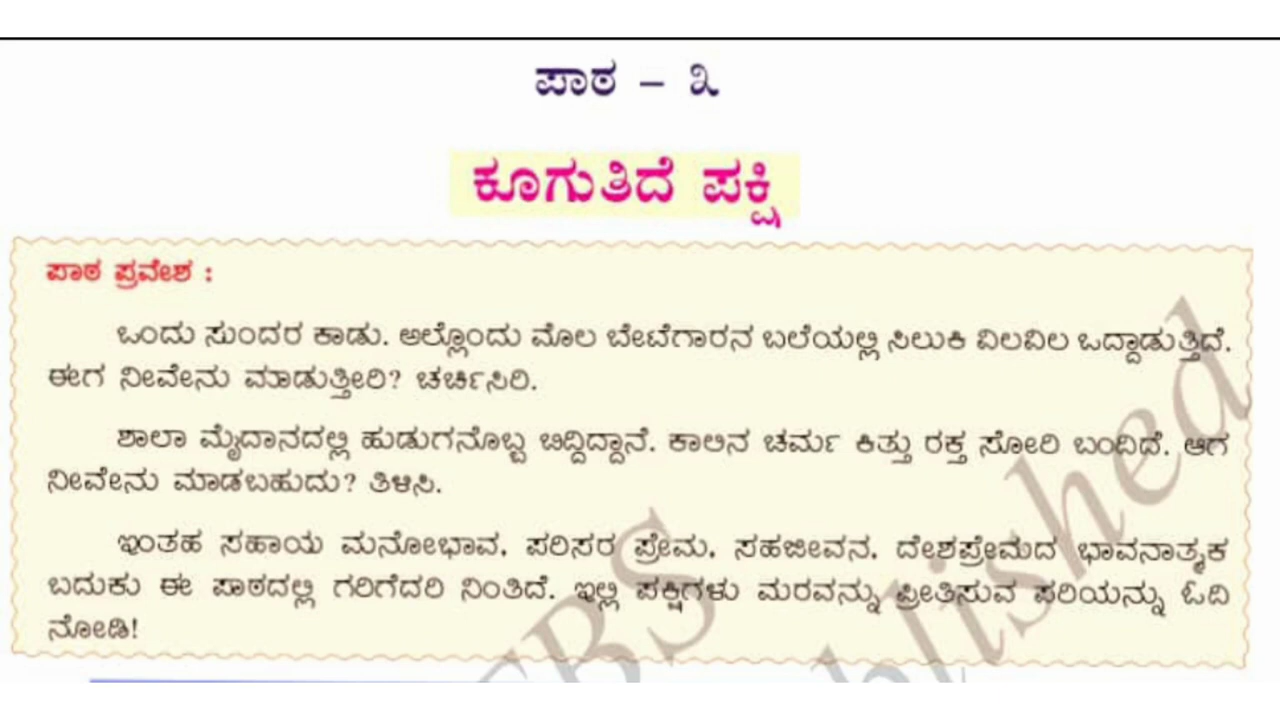 ಪಾಠ – ೩
ಕೂಗುತಿದೆ ಪಕ್ಷಿ
ಪಾಠ ಪ್ರವೇಶ :
ಒಂದು ಸುಂದರ ಕಾಡು. ಅಲ್ಲೊಂದು ಮೊಲ ಬೇಟೆಗಾರನ ಬಲೆಯಲ್ಲಿ ಸಿಲುಕಿ ವಿಲವಿಲ ಒದ್ದಾಡುತ್ತಿದೆ.
ಈಗ ನೀವೇನು ಮಾಡುತ್ತೀರಿ? ಚರ್ಚಿಸಿರಿ.
ಶಾಲಾ ಮೈದಾನದಲ್ಲಿ ಹುಡುಗನೊಬ್ಬ ಬಿದ್ದಿದ್ದಾನೆ. ಕಾಲಿನ ಚರ್ಮ ಕಿತ್ತು ರಕ್ತ ಸೋರಿ ಬಂದಿದೆ. ಆಗ
ನೀವೇನು ಮಾಡಬಹುದು? ತಿಳಿಸಿ.
ಇಂತಹ ಸಹಾಯ ಮನೋಭಾವ, ಪರಿಸರ ಪ್ರೇಮ, ಸಹಜೀವನ, ದೇಶಪ್ರೇಮದ ಭಾವನಾತ್ಮಕ
ಬದುಕು ಈ ಪಾಠದಲ್ಲಿ ಗರಿಗೆದರಿ ನಿಂತಿದೆ. ಇಲ್ಲಿ ಪಕ್ಷಿಗಳು ಮರವನ್ನು ಪ್ರೀತಿಸುವ ಪರಿಯನ್ನು ಓದಿ
ನೋಡಿ!